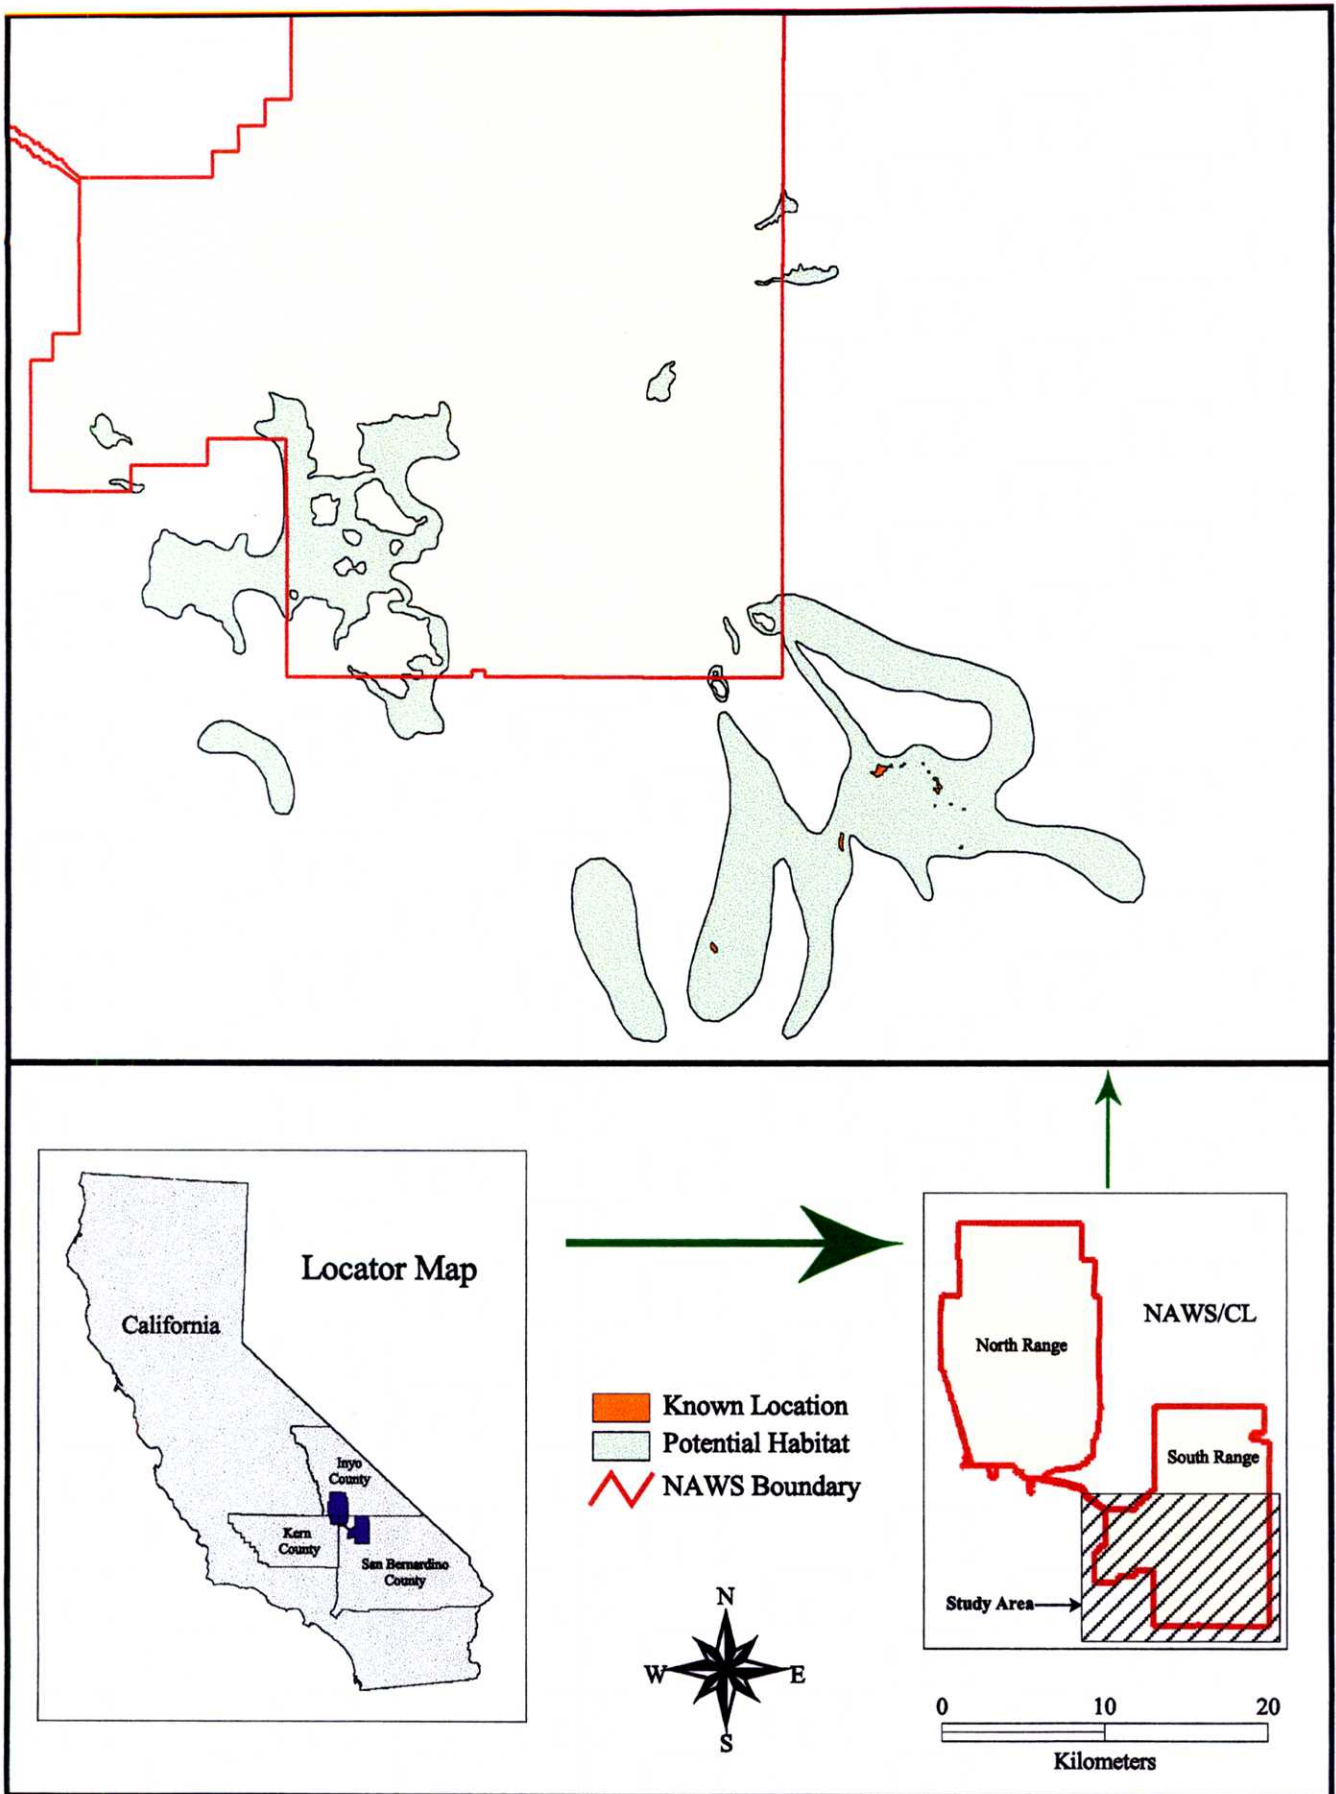 Locator Map
California
Inyo
County
Kern
County
San Bernardino
County
Known Location
Potential Habitat
NAWS Boundary
N
W
E
S
NAWS/CL
North Range
South Range
Study Area
0
10
20
Kilometers